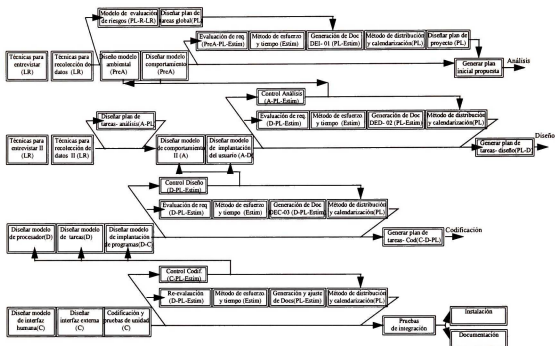 Modelo de evaluación
de riesgos (PL-R-LR)
Diseñar plan de
tareas global(PL)
Evaluación de req.
(PreA-PL-Estim)
Método de esfuerzo
y tiempo (Estim)
Generación de Doc
DEI- 01 (PL-Estim)
Método de distribución
y calendarización(PL)
Diseñar plan de
proyecto (PL)
Técnicas para
entrevistar (LR)
Técnicas para
recolección de
datos (LR)
Diseño modelo
ambiental
(PreA)
Diseñar modelo
comportamiento
(PreA)
Generar plan
inicial propuesta
Análisis
Control Análisis
(A-PL-Estim)
Diseñar plan de
tareas- análisis(A-PL
Evaluación de req.
(D-PL-Estim)
Método de esfuerzo
y tiempo (Estim)
Generación de Doc
DED- 02 (PL-Estim)
Método de distribución
y calendarización(PL)
Técnicas para
entrevistar II
(LR)
Técnicas para
recolección de
datos II (LR)
Diseñar modelo
de comportamiento
II (A)
Diseñar modelo
de implantación
del usuario (A-D
Generar plan de
tareas- diseño(PL-D
Diseño
Control Diseño
(D-PL-Estim)
Evaluación de req
(D-PL-Estim)
Método de esfuerzo
y tiempo (Estim)
Generación de Doc
DEC-03 (D-PL-Estim)
Método de distribución
y calendarización(PL)
Diseñar modelo
de procesador(D)
Diseñar modelo
de tareas(D)
Diseñar modelo
de implantación
de programas(D-C
Generar plan de
tareas- Cod(C-D-PL)
Codificación
Control Codif.
(C-PL-Estim)
Re-evaluación
(D-PL-Estim)
Método de esfuerzo
y tiempo (Estim)
Generación y ajuste
de Docs(PL-Estim)
Método de distribución
y calendarización(PL)
Diseñar modelo
de interfaz
humana(C)
Diseñar
interfaz externa
(C)
Codificación y
pruebas de unidad
(C)
Pruebas
de integración
Instalación
Documentación